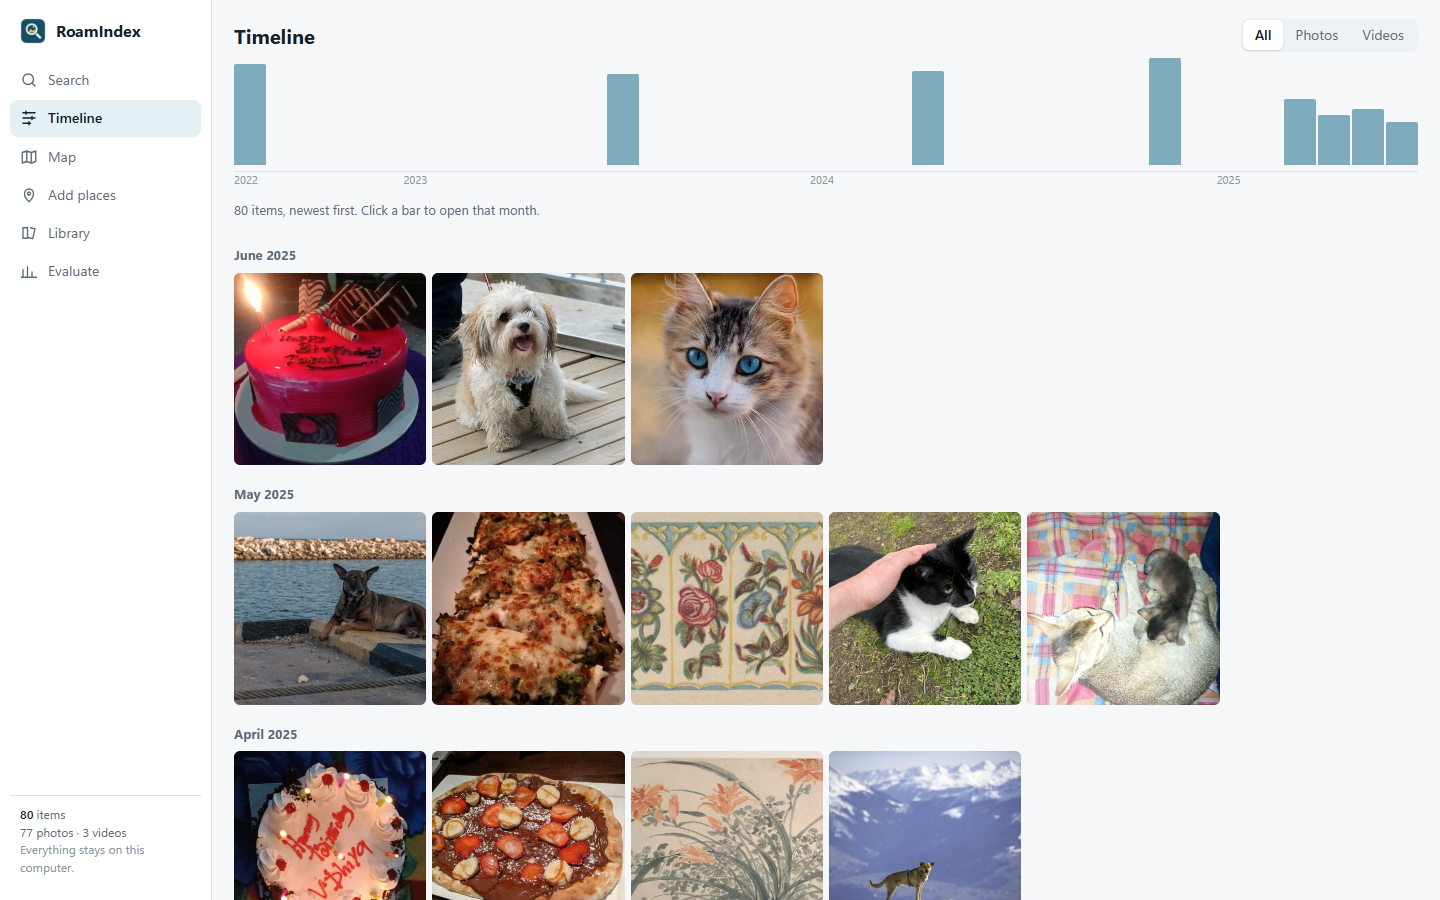 RoamIndex
Search
Timeline
Map
Add places
Library
Evaluate
80 items
77 photos · 3 videos
Everything stays on this
computer.
Timeline
All Photos Videos
2022 2023 2024 2025
80 items, newest first. Click a bar to open that month.
June 2025
Happy
Birthday
May 2025
April 2025
Happy
Birthday